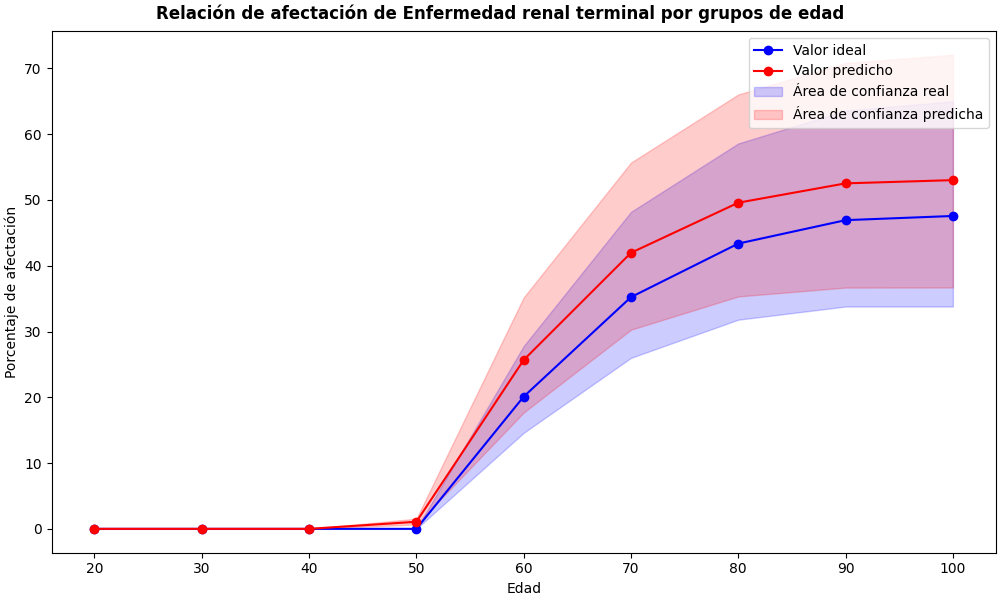 Relación de afectación de Enfermedad renal terminal por grupos de edad
Valor ideal
Valor predicho
Área de confianza real
Área de confianza predicha
Porcentaje de afectación
70
60
50
40
30
20
10
0
20 30 40 50 60 70 80 90 100
Edad